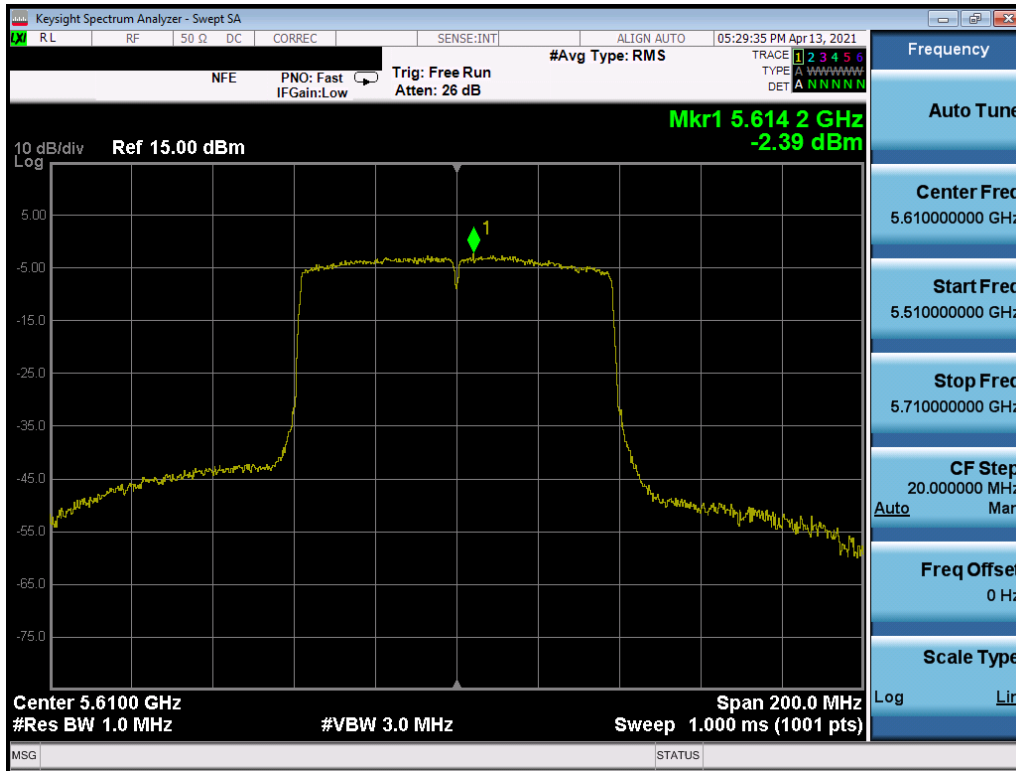 Keysight Spectrum Analyzer - Swept SA
LXI RL RF 50 Ω DC CORREC SENSE:INT ALIGN AUTO 05:29:35 PM Apr 13, 2021
#Avg Type: RMS TRACE 1 2 3 4 5 6
NFE PNO: Fast Trig: Free Run TYPE A WWWWW
IFGain:Low Atten: 26 dB DET A N N N N N
Mkr1 5.614 2 GHz
10 dB/div Ref 15.00 dBm -2.39 dBm
Log
1
5.00
-5.00
-15.0
-25.0
-35.0
-45.0
-55.0
-65.0
-75.0
Center 5.6100 GHz Span 200.0 MHz
#Res BW 1.0 MHz #VBW 3.0 MHz Sweep 1.000 ms (1001 pts)
MSG STATUS
Frequency
Auto Tune
Center Freq
5.610000000 GHz
Start Freq
5.510000000 GHz
Stop Freq
5.710000000 GHz
CF Step
20.000000 MHz
Auto Man
Freq Offset
0 Hz
Scale Type
Log Lin